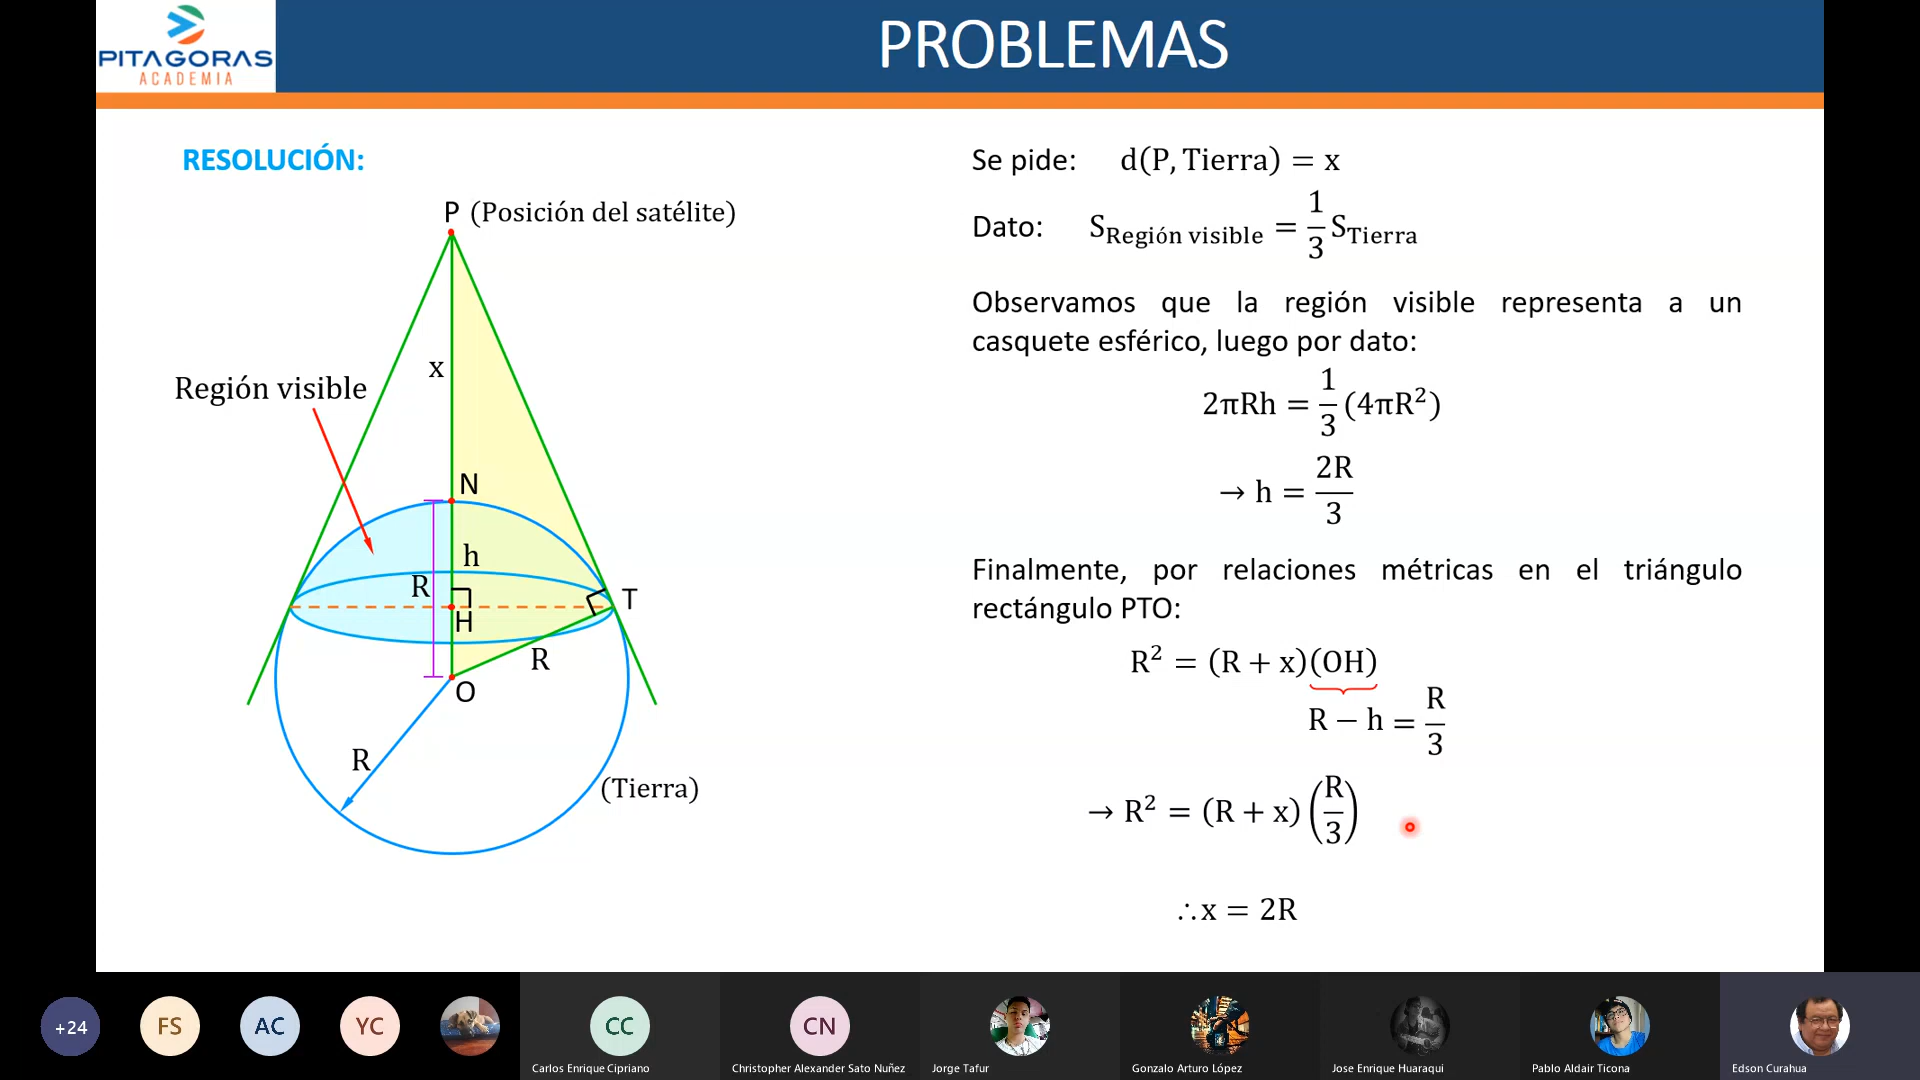 PITAGORAS
ACADEMIA
PROBLEMAS
RESOLUCIÓN:
P (Posición del satélite)
x
Región visible
N
h
R
H
T
R
O
R
(Tierra)
Se pide: d(P, Tierra) = x
Dato: S_Región visible = 1/3 S_Tierra
Observamos que la región visible representa a un
casquete esférico, luego por dato:
2πRh = 1/3 (4πR²)
→ h = 2R/3
Finalmente, por relaciones métricas en el triángulo
rectángulo PTO:
R² = (R + x)(OH)
R − h = R/3
→ R² = (R + x)(R/3)
∴ x = 2R
+24
FS
AC
YC
CC
Carlos Enrique Cipriano
CN
Christopher Alexander Sato Nuñez
Jorge Tafur
Gonzalo Arturo López
Jose Enrique Huaraqui
Pablo Aldair Ticona
Edson Curahua